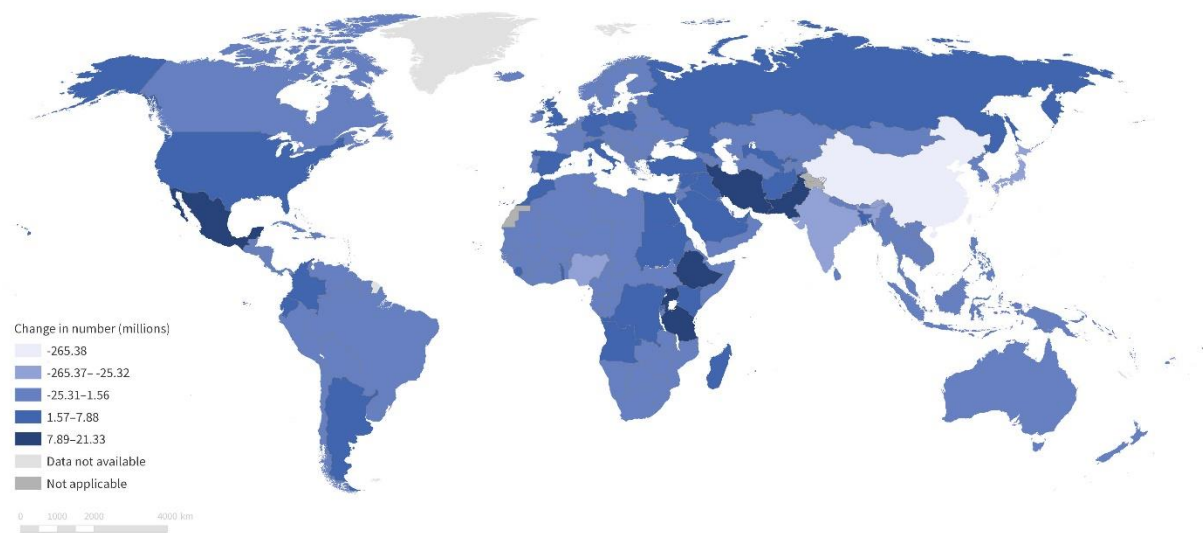 Change in number (millions)
-265.38
-265.37– -25.32
-25.31–1.56
1.57–7.88
7.89–21.33
Data not available
Not applicable
0 1000 2000 4000 km